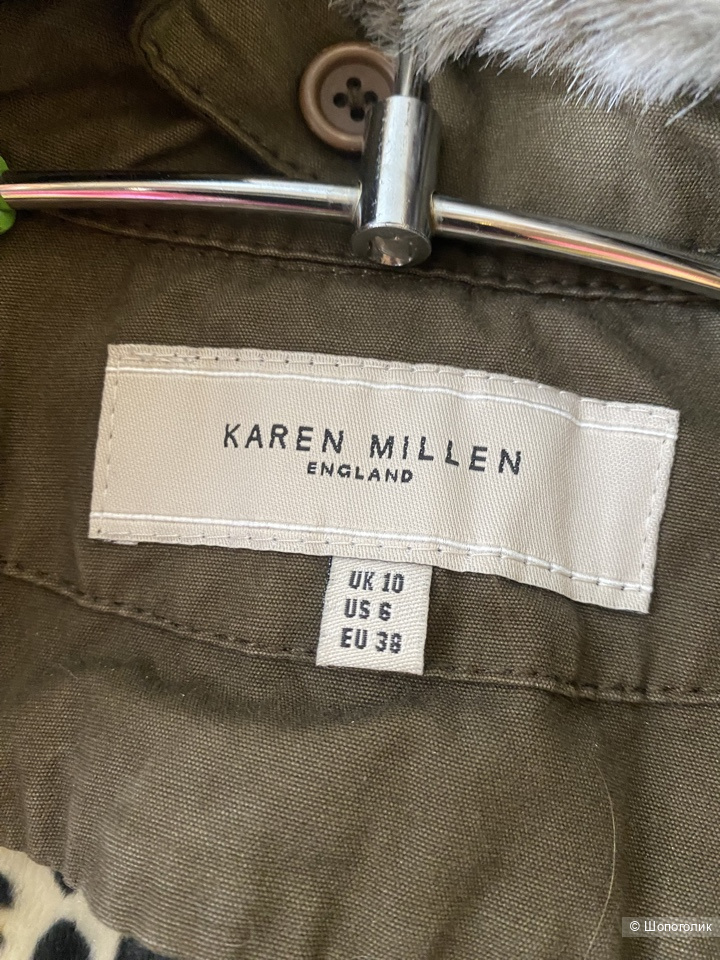 KAREN MILLEN
ENGLAND
UK 10
US 6
EU 38
© Шопоголик